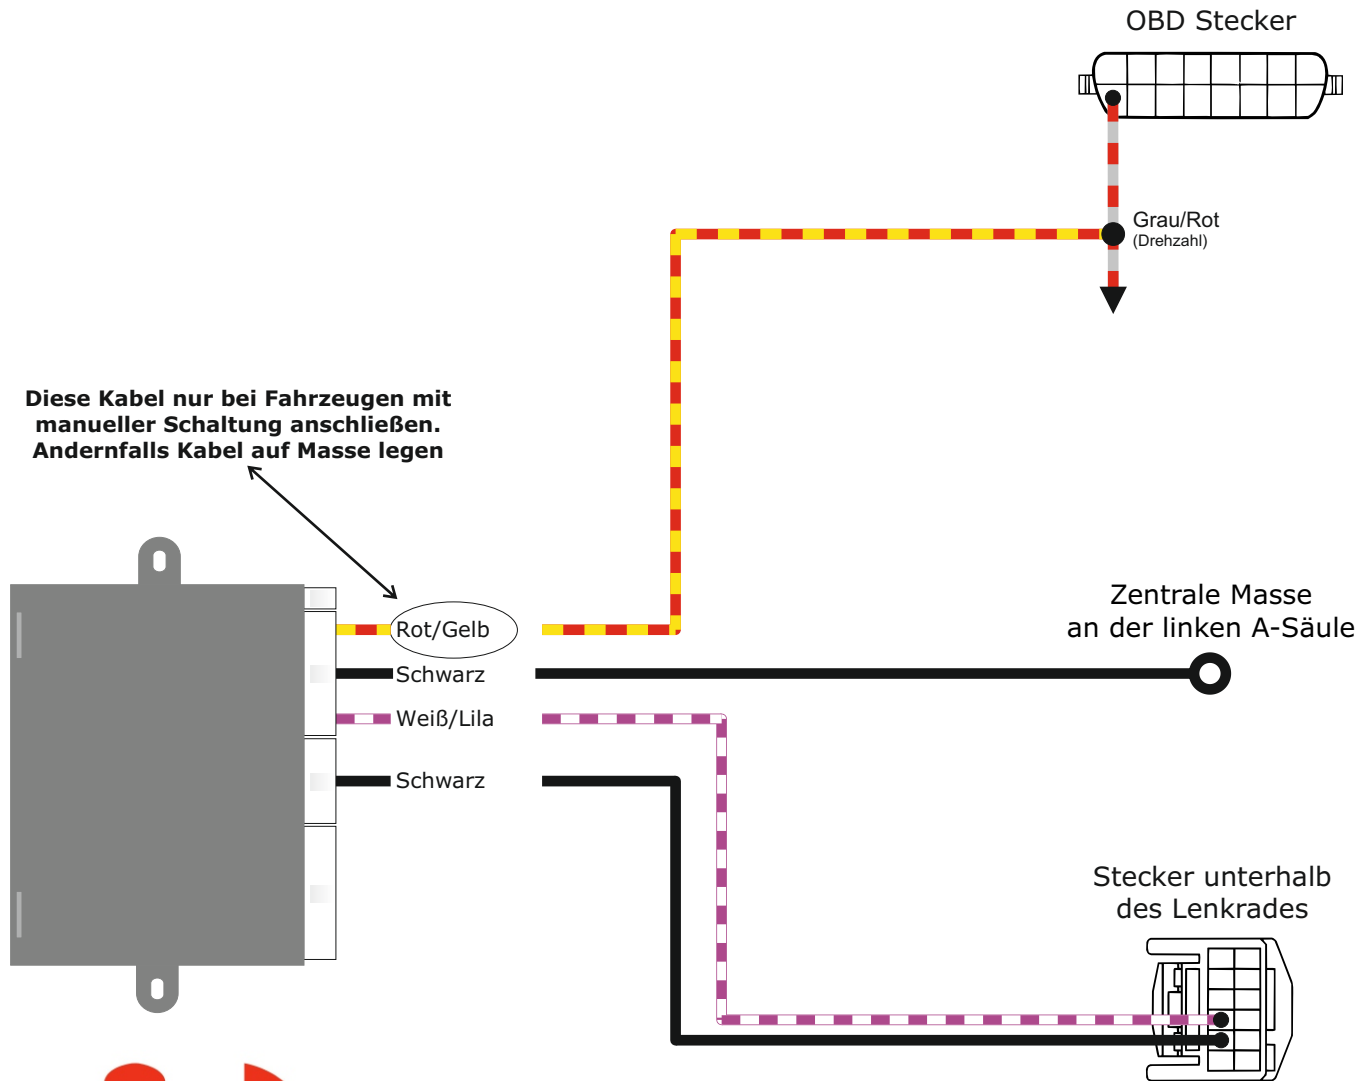 OBD Stecker
Grau/Rot
(Drehzahl)
Diese Kabel nur bei Fahrzeugen mit
manueller Schaltung anschließen.
Andernfalls Kabel auf Masse legen
Zentrale Masse
an der linken A-Säule
Rot/Gelb
Schwarz
Weiß/Lila
Schwarz
Stecker unterhalb
des Lenkrades